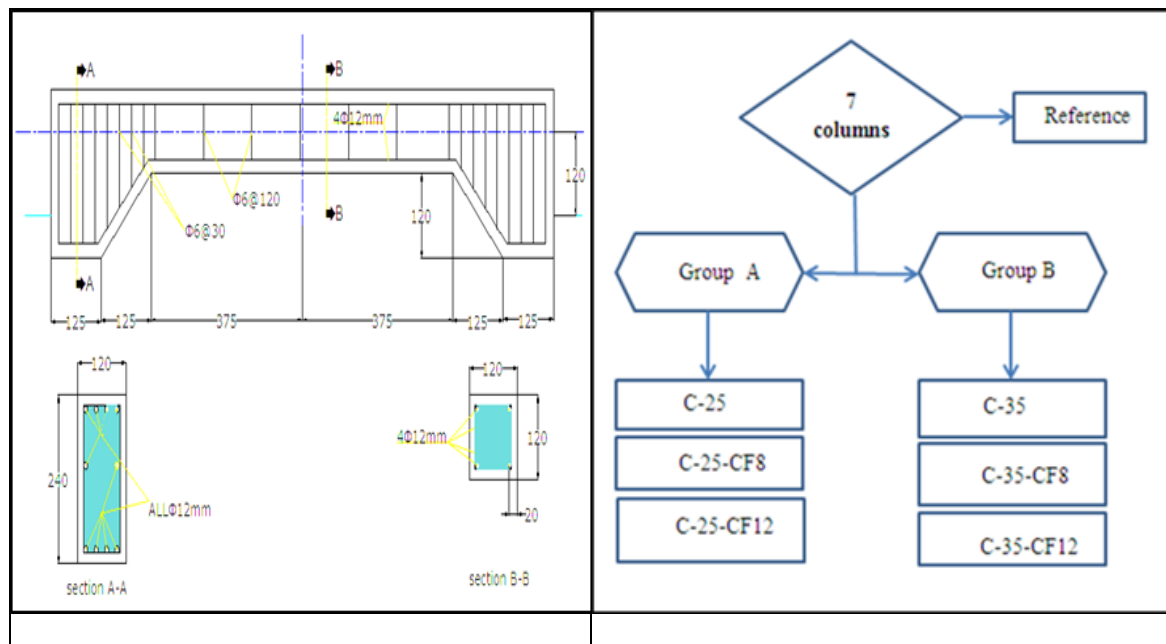 A
B
4Φ12mm
120
Φ6@120
B
120
Φ6@30
A
125
125
375
375
125
125
120
240
ALLΦ12mm
section A-A
120
4Φ12mm
120
20
section B-B
7
columns
Reference
Group A
Group B
C-25
C-25-CF8
C-25-CF12
C-35
C-35-CF8
C-35-CF12